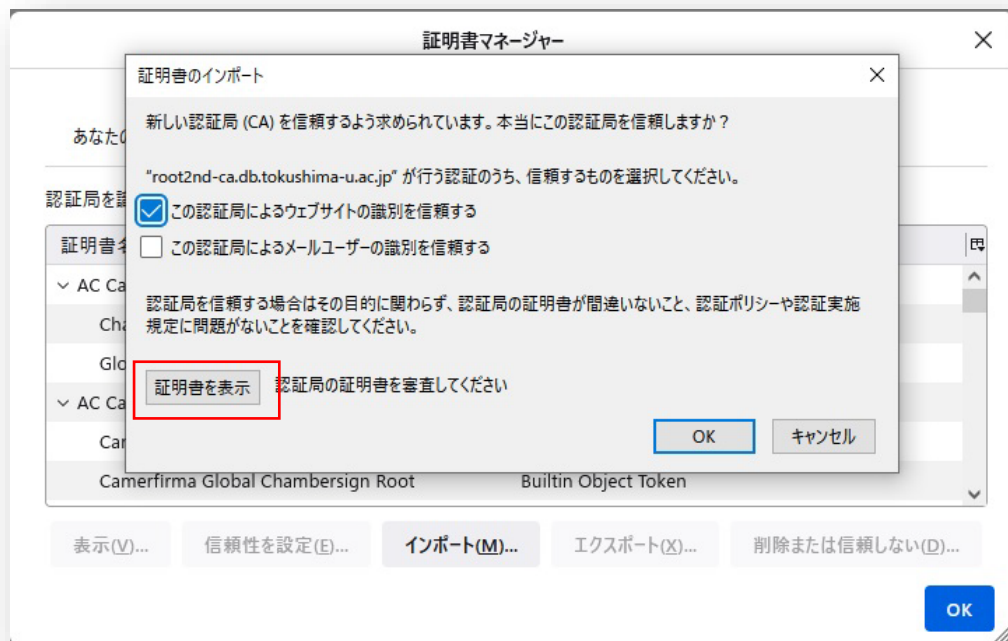 証明書マネージャー
証明書のインポート
新しい認証局 (CA) を信頼するよう求められています。本当にこの認証局を信頼しますか？
あなたの
"root2nd-ca.db.tokushima-u.ac.jp" が行う認証のうち、信頼するものを選択してください。
認証局を
この認証局によるウェブサイトの識別を信頼する
証明書
この認証局によるメールユーザーの識別を信頼する
AC Ca
認証局を信頼する場合はその目的に関わらず、認証局の証明書が間違いないこと、認証ポリシーや認証実施
規定に問題がないことを確認してください。
Cha
Glo
証明書を表示 認証局の証明書を審査してください
AC Ca
OK キャンセル
Car
Camerfirma Global Chambersign Root Builtin Object Token
表示(V)... 信頼性を設定(E)... インポート(M)... エクスポート(X)... 削除または信頼しない(D)...
OK